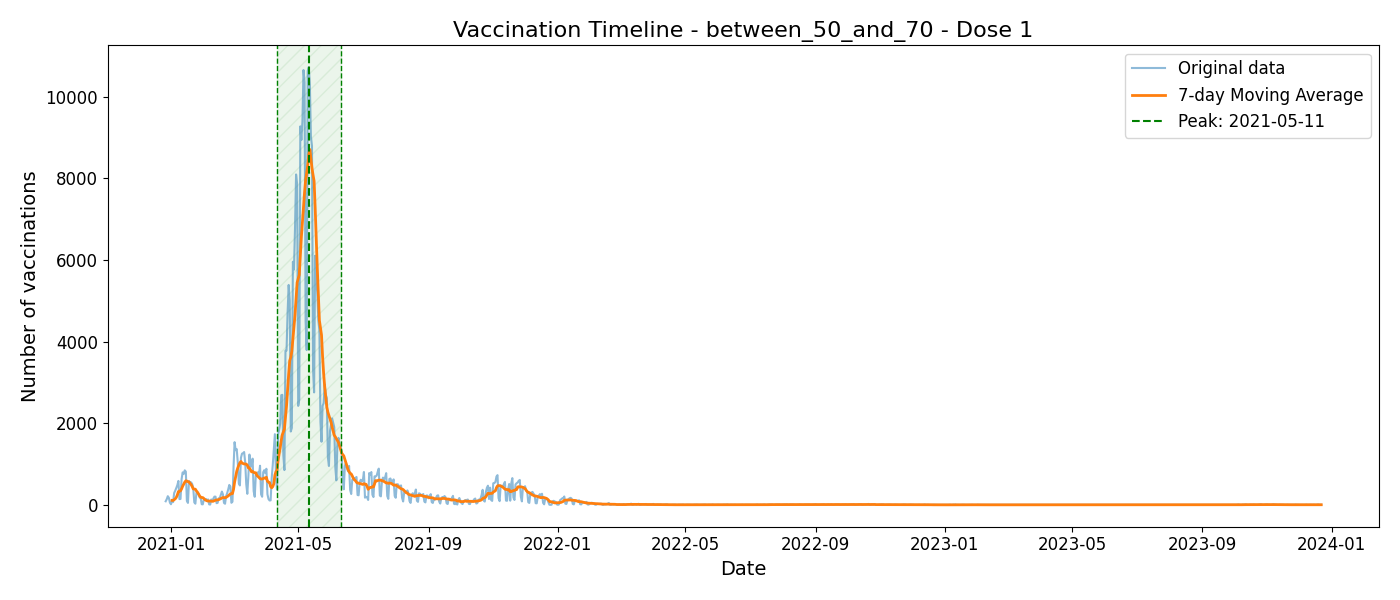 Vaccination Timeline - between_50_and_70 - Dose 1
Original data
7-day Moving Average
Peak: 2021-05-11
Number of vaccinations
10000
8000
6000
4000
2000
0
2021-01 2021-05 2021-09 2022-01 2022-05 2022-09 2023-01 2023-05 2023-09 2024-01
Date